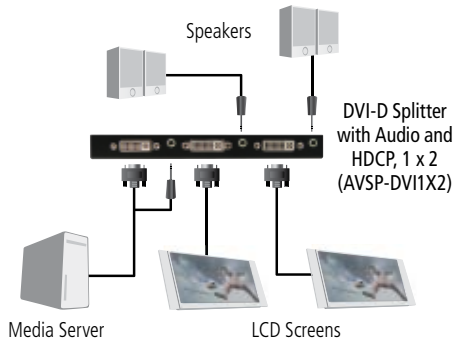 Speakers
DVI-D Splitter
with Audio and
HDCP, 1 x 2
(AVSP-DVI1X2)
Media Server
LCD Screens